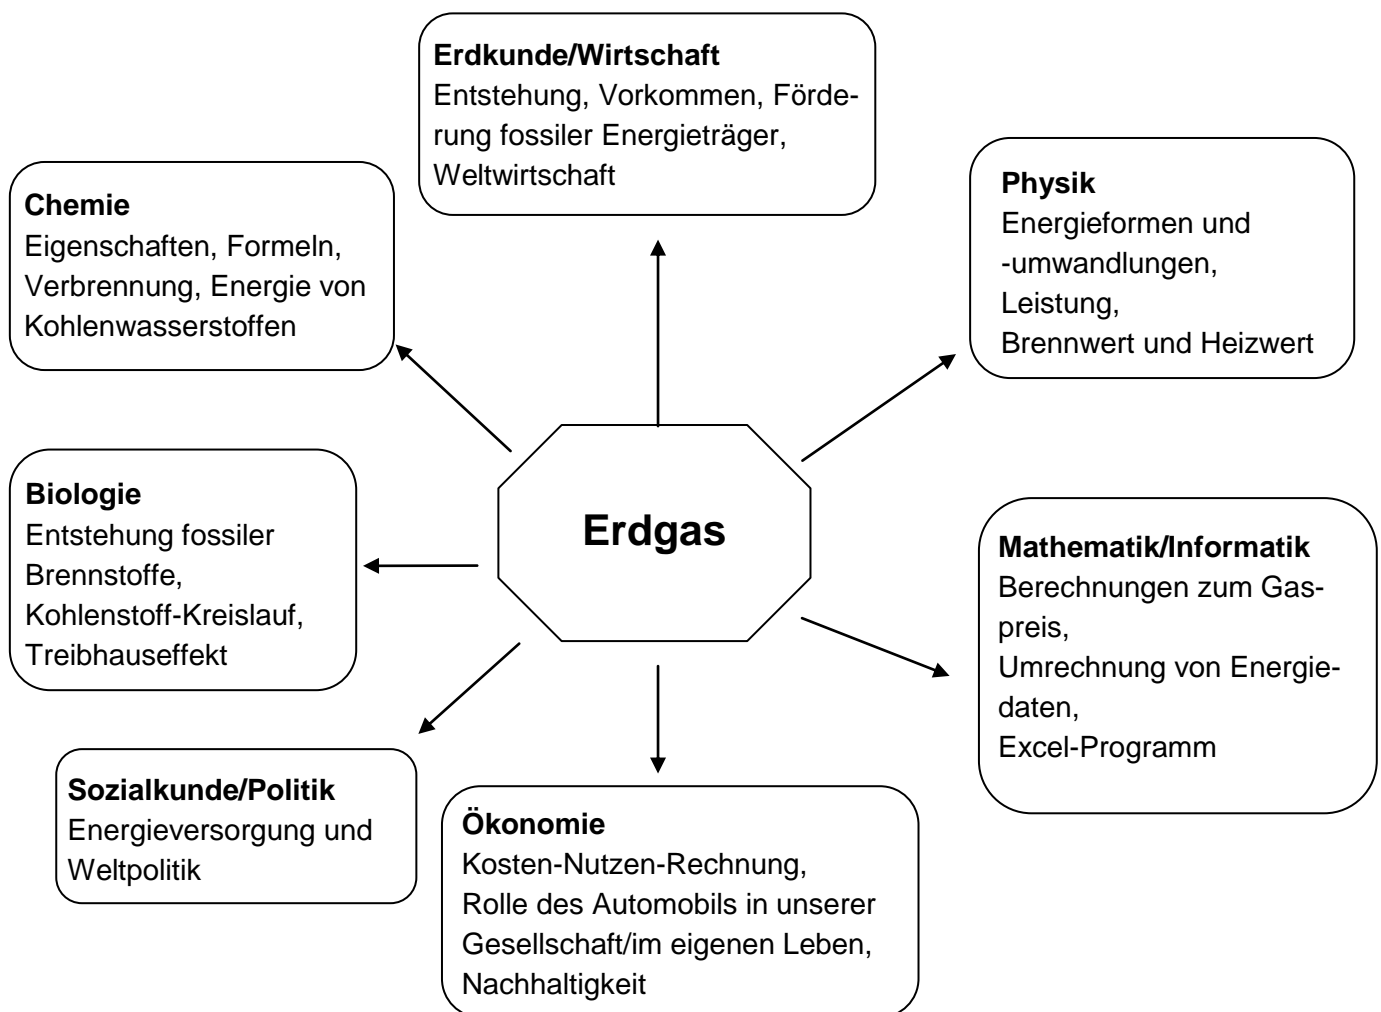 Erdkunde/Wirtschaft
Entstehung, Vorkommen, Förde-
rung fossiler Energieträger,
Weltwirtschaft
Physik
Energieformen und
-umwandlungen,
Leistung,
Brennwert und Heizwert
Chemie
Eigenschaften, Formeln,
Verbrennung, Energie von
Kohlenwasserstoffen
Erdgas
Biologie
Entstehung fossiler
Brennstoffe,
Kohlenstoff-Kreislauf,
Treibhauseffekt
Mathematik/Informatik
Berechnungen zum Gas-
preis,
Umrechnung von Energie-
daten,
Excel-Programm
Sozialkunde/Politik
Energieversorgung und
Weltpolitik
Ökonomie
Kosten-Nutzen-Rechnung,
Rolle des Automobils in unserer
Gesellschaft/im eigenen Leben,
Nachhaltigkeit